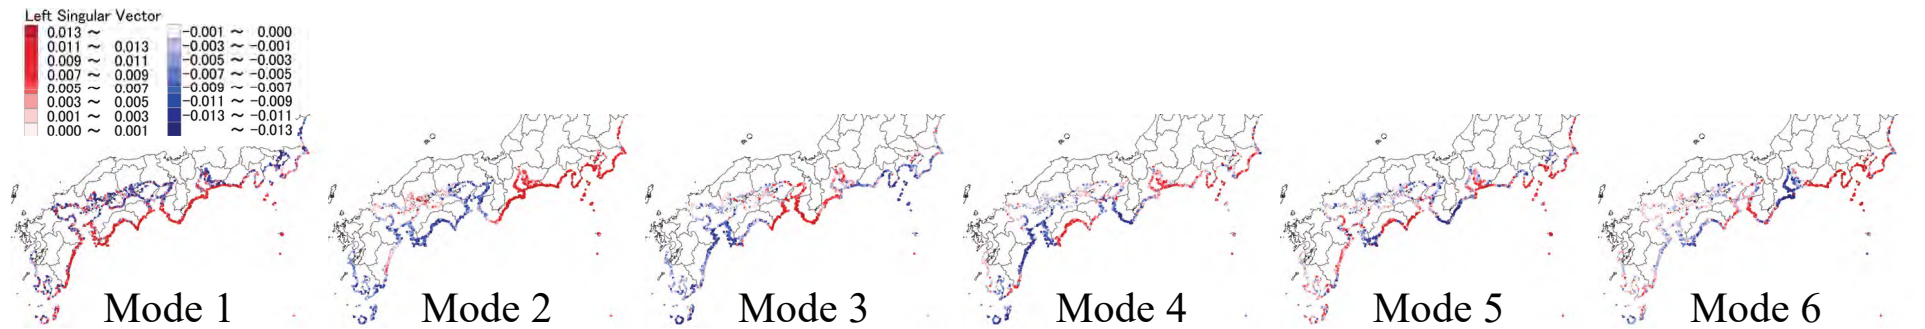 Left Singular Vector
0.013 ~ -0.001 ~ 0.000
0.011 ~ 0.013 -0.003 ~ -0.001
0.009 ~ 0.011 -0.005 ~ -0.003
0.007 ~ 0.009 -0.007 ~ -0.005
0.005 ~ 0.007 -0.009 ~ -0.007
0.003 ~ 0.005 -0.011 ~ -0.009
0.001 ~ 0.003 -0.013 ~ -0.011
0.000 ~ 0.001 ~ -0.013
Mode 1 Mode 2 Mode 3 Mode 4 Mode 5 Mode 6